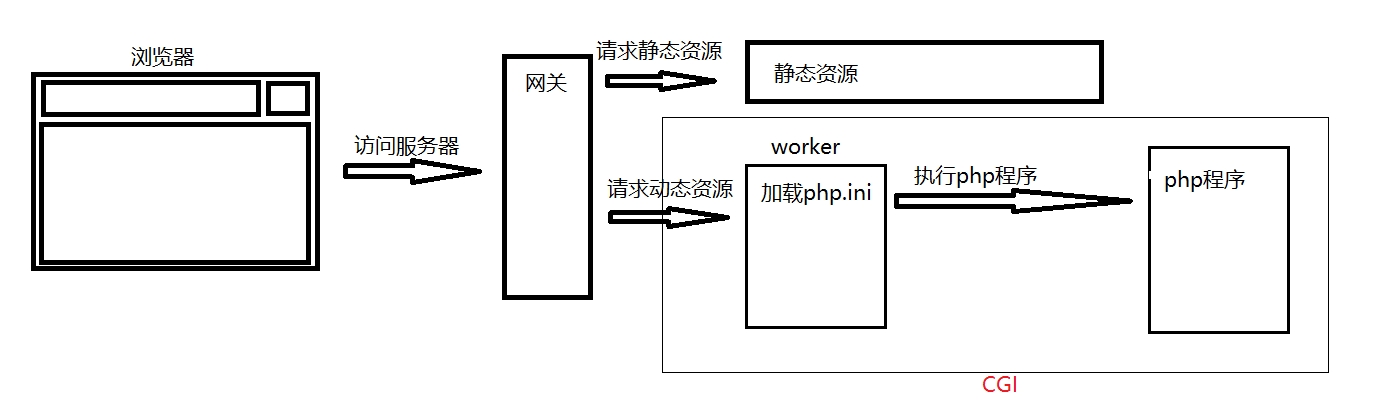 浏览器
访问服务器
网关
请求静态资源
静态资源
请求动态资源
worker
加载php.ini
执行php程序
php程序
CGI